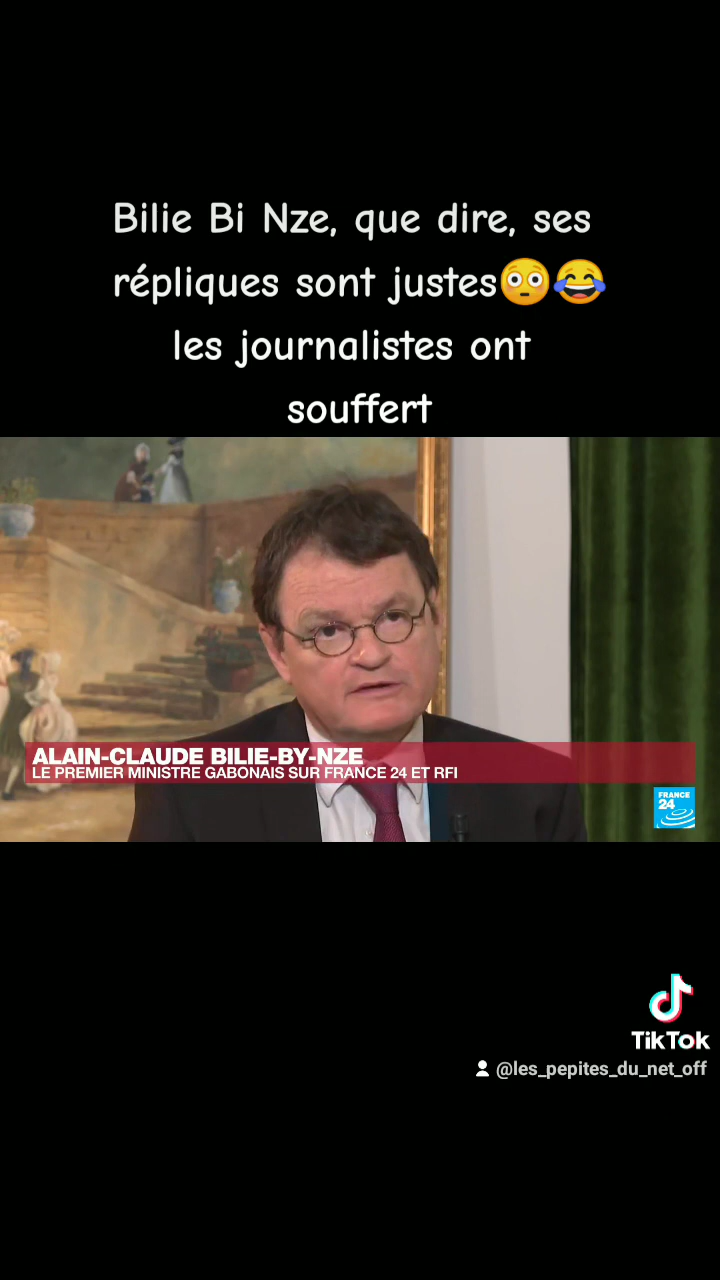 Bilie Bi Nze, que dire, ses
répliques sont justes😳😂
les journalistes ont
souffert
ALAIN-CLAUDE BILIE-BY-NZE
LE PREMIER MINISTRE GABONAIS SUR FRANCE 24 ET RFI
FRANCE
24
TikTok
@les_pepites_du_net_off